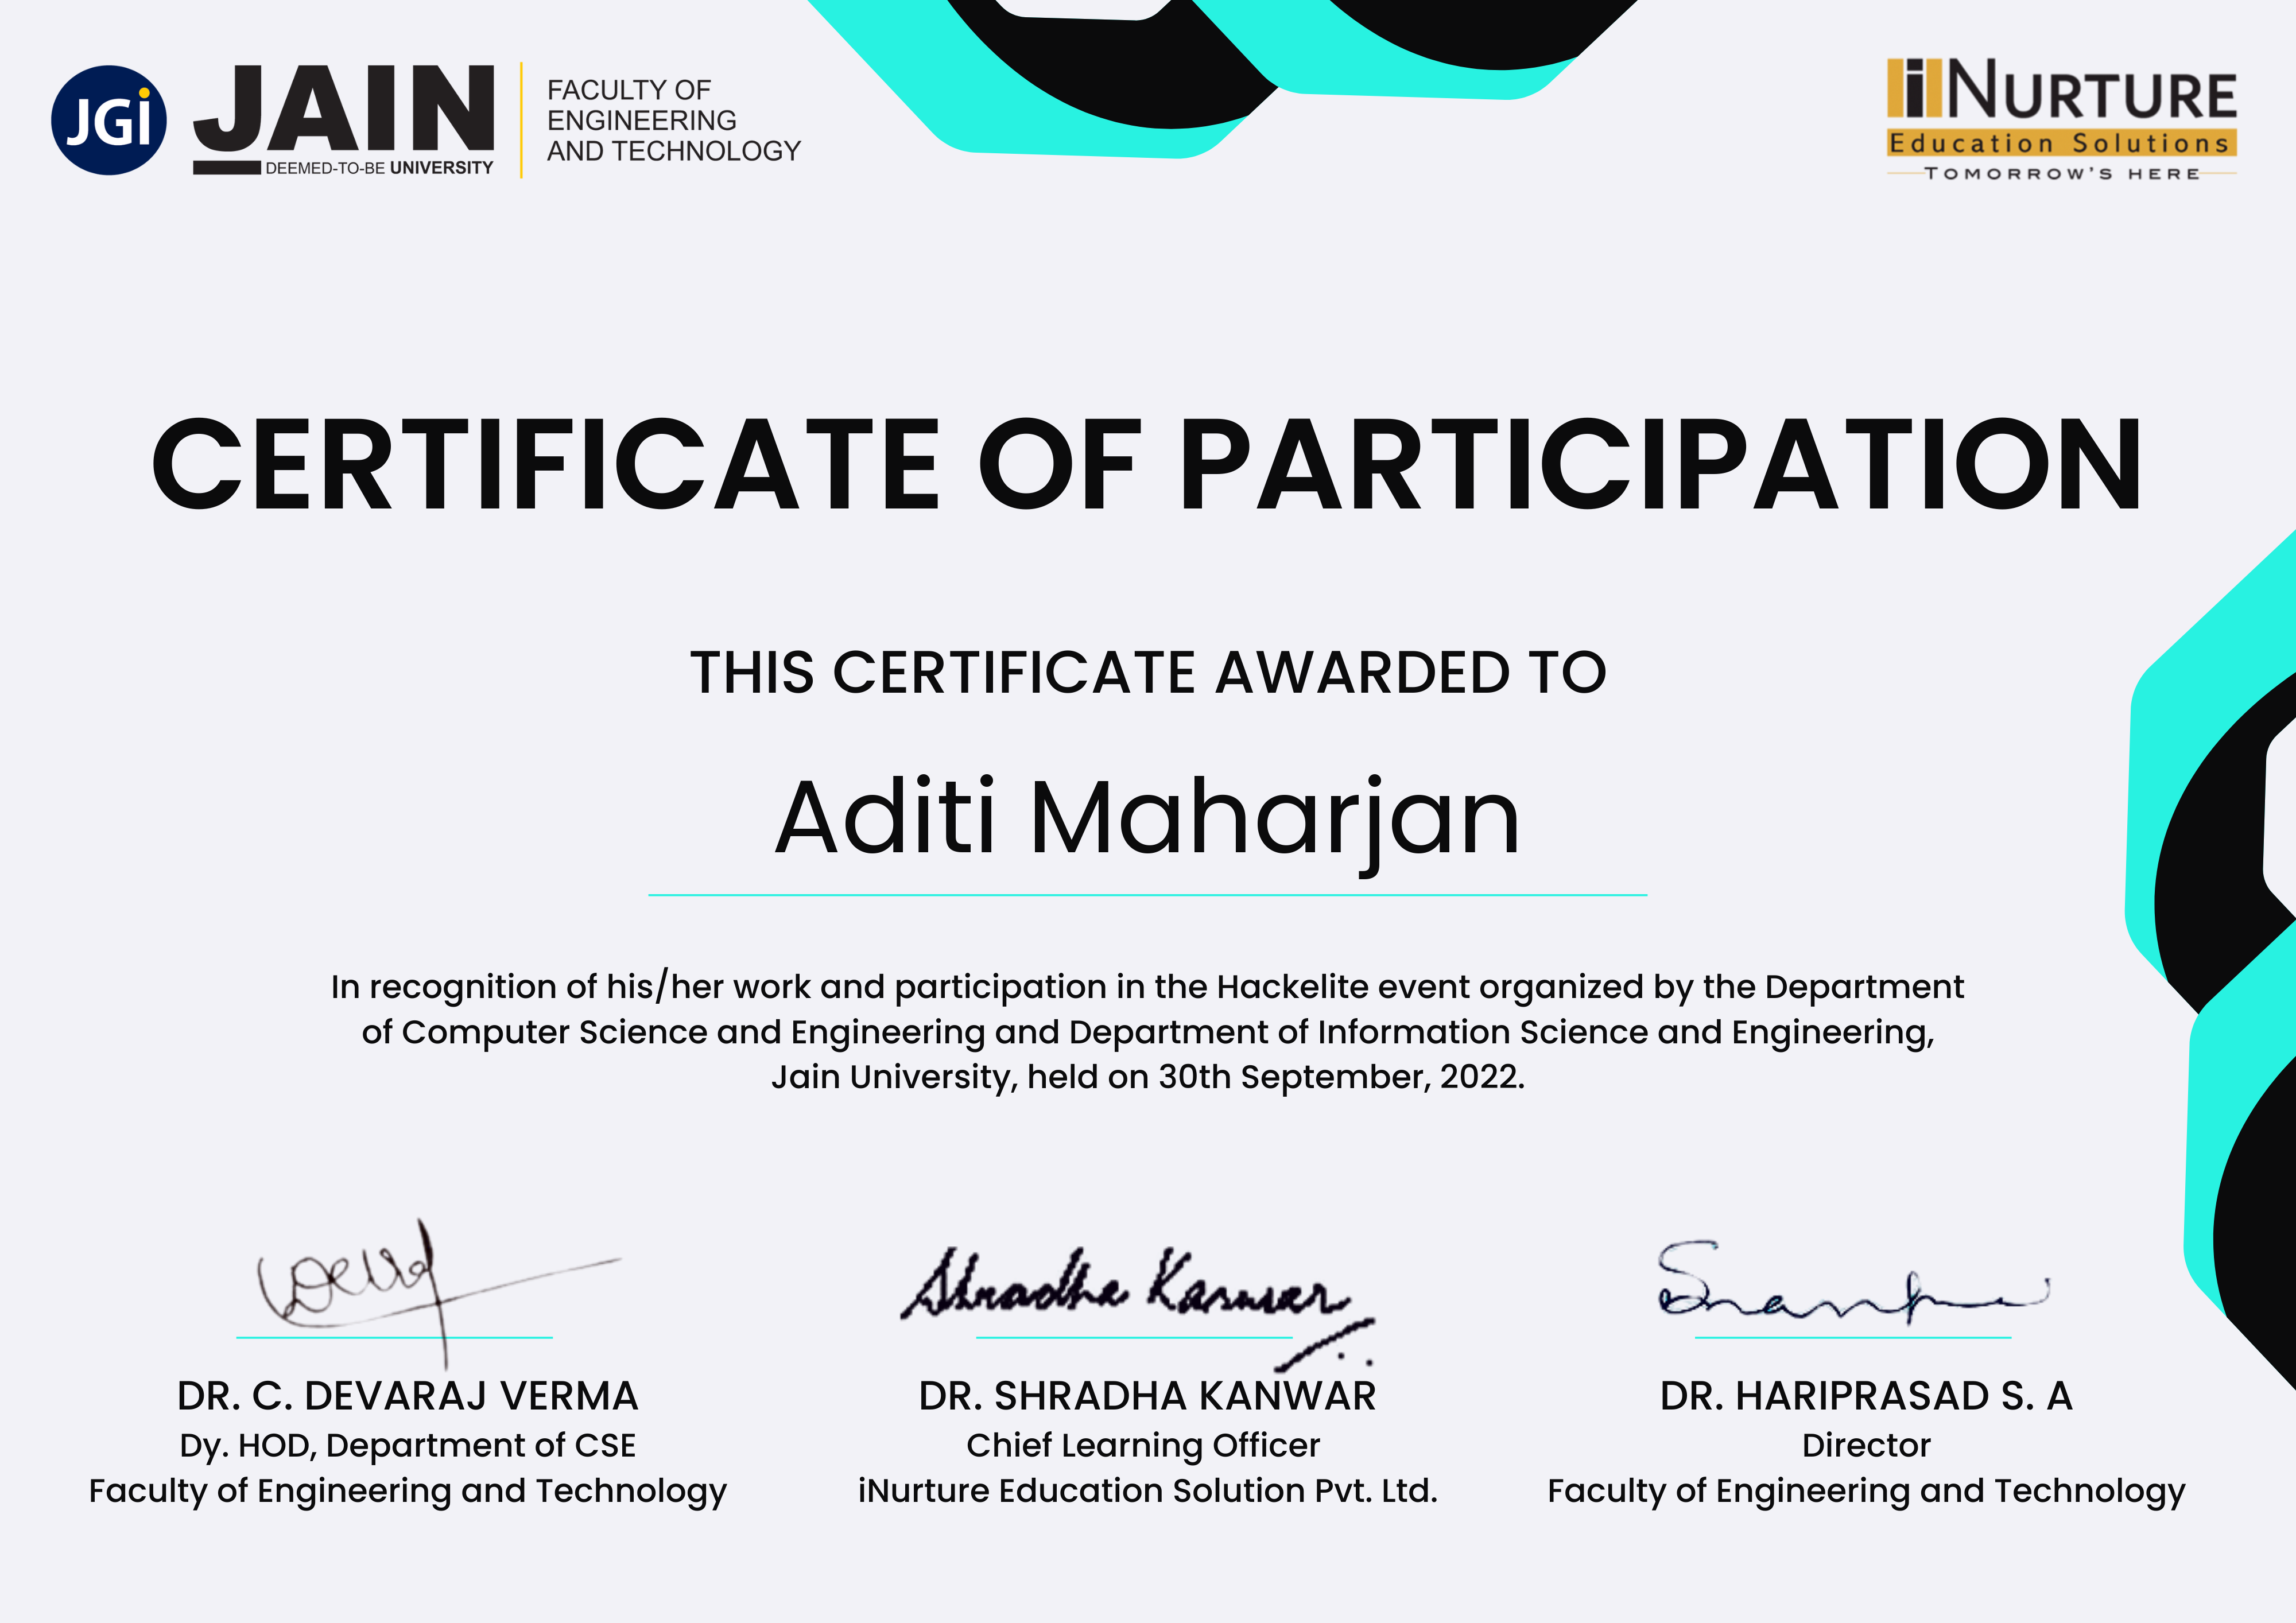 JGi
JAIN
DEEMED-TO-BE UNIVERSITY
FACULTY OF
ENGINEERING
AND TECHNOLOGY
iNURTURE
Education Solutions
TOMORROW'S HERE
CERTIFICATE OF PARTICIPATION
THIS CERTIFICATE AWARDED TO
Aditi Maharjan
In recognition of his/her work and participation in the Hackelite event organized by the Department
of Computer Science and Engineering and Department of Information Science and Engineering,
Jain University, held on 30th September, 2022.
Shradha Kanwar
DR. C. DEVARAJ VERMA
Dy. HOD, Department of CSE
Faculty of Engineering and Technology
DR. SHRADHA KANWAR
Chief Learning Officer
iNurture Education Solution Pvt. Ltd.
DR. HARIPRASAD S. A
Director
Faculty of Engineering and Technology